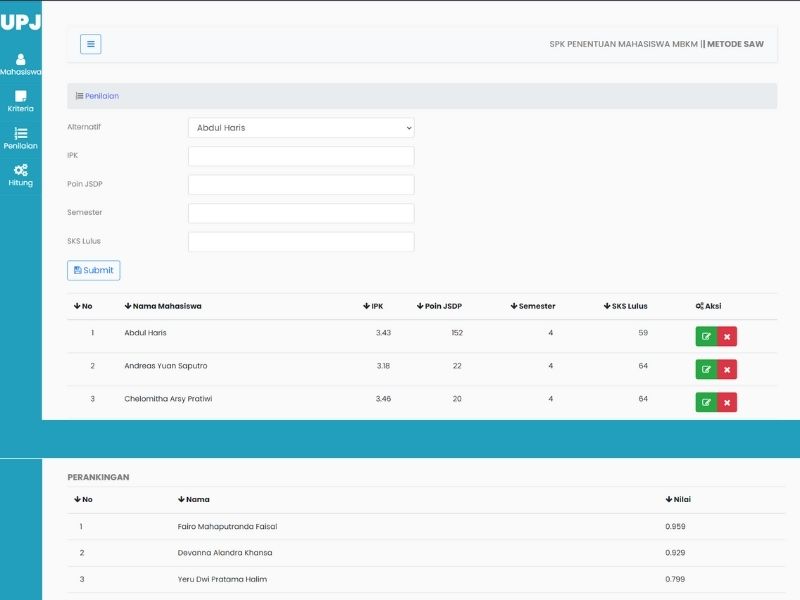 UPJ
SPK PENENTUAN MAHASISWA MBKM || METODE SAW
Mahasiswa
Kriteria
Penilaian
Hitung
Penilaian
Alternatif Abdul Haris
IPK
Poin JSDP
Semester
SKS Lulus
Submit
No Nama Mahasiswa IPK Poin JSDP Semester SKS Lulus Aksi
1 Abdul Haris 3.43 152 4 59
2 Andreas Yuan Saputro 3.18 22 4 64
3 Chelomitha Arsy Pratiwi 3.46 20 4 64
PERANKINGAN
No Nama Nilai
1 Fairo Mahaputranda Faisal 0.959
2 Devanna Alandra Khansa 0.929
3 Yeru Dwi Pratama Halim 0.799